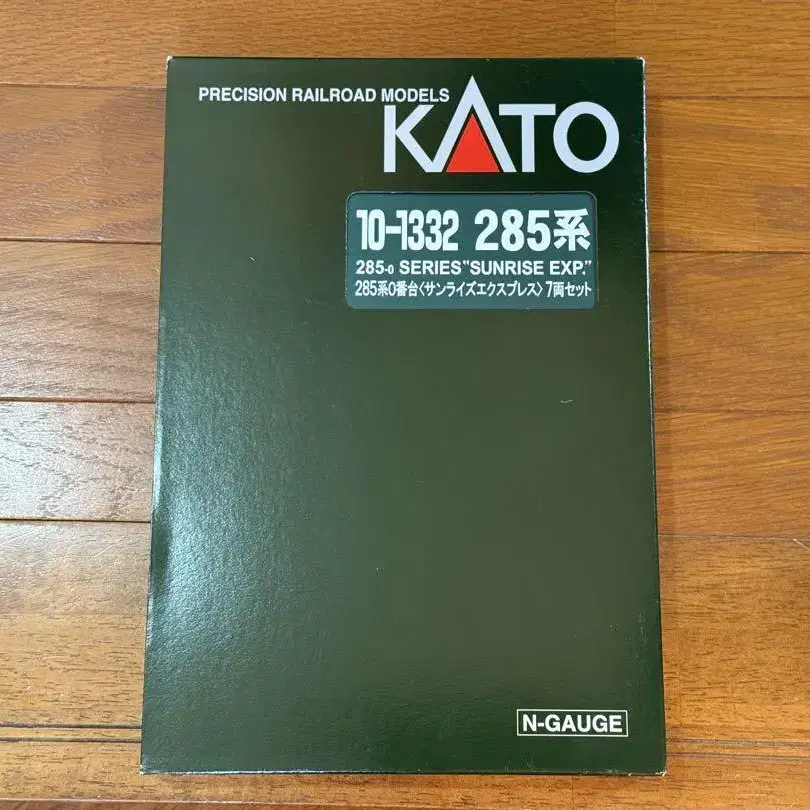 PRECISION RAILROAD MODELS
KATO
10-1332 285系
285-0 SERIES "SUNRISE EXP."
285系0番台〈サンライズエクスプレス〉7両セット
N-GAUGE